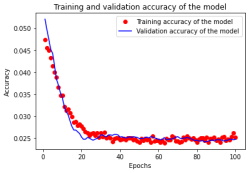 Training and validation accuracy of the model
Training accuracy of the model
Validation accuracy of the model
0.050
0.045
0.040
0.035
0.030
0.025
Accuracy
0
20
40
60
80
100
Epochs